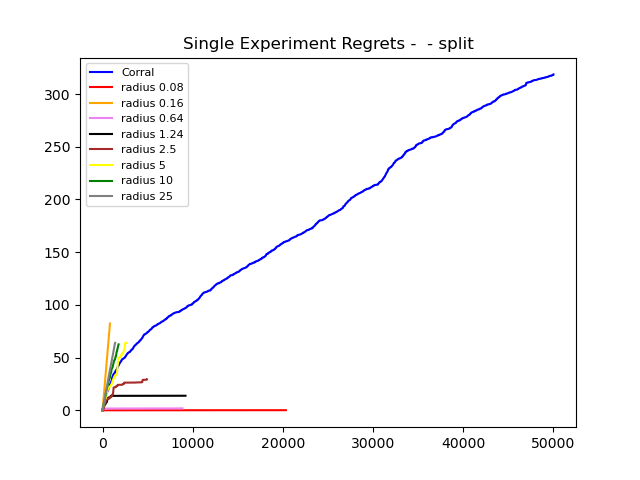 Single Experiment Regrets -  - split
Corral
radius 0.08
radius 0.16
radius 0.64
radius 1.24
radius 2.5
radius 5
radius 10
radius 25
300
250
200
150
100
50
0
0 10000 20000 30000 40000 50000